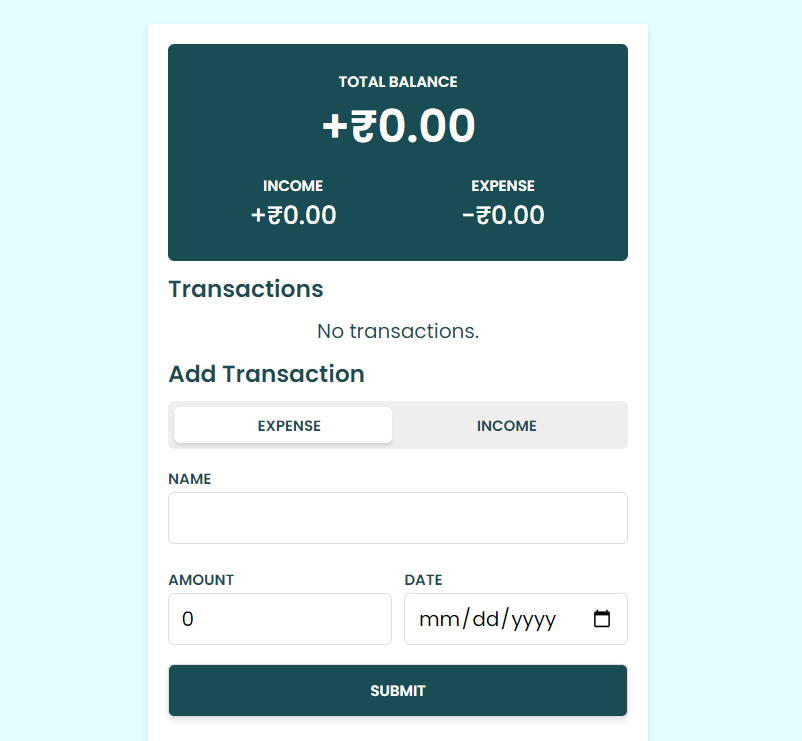 TOTAL BALANCE
+₹0.00
INCOME EXPENSE
+₹0.00 -₹0.00
Transactions
No transactions.
Add Transaction
EXPENSE INCOME
NAME
AMOUNT DATE
0 mm/dd/yyyy
SUBMIT